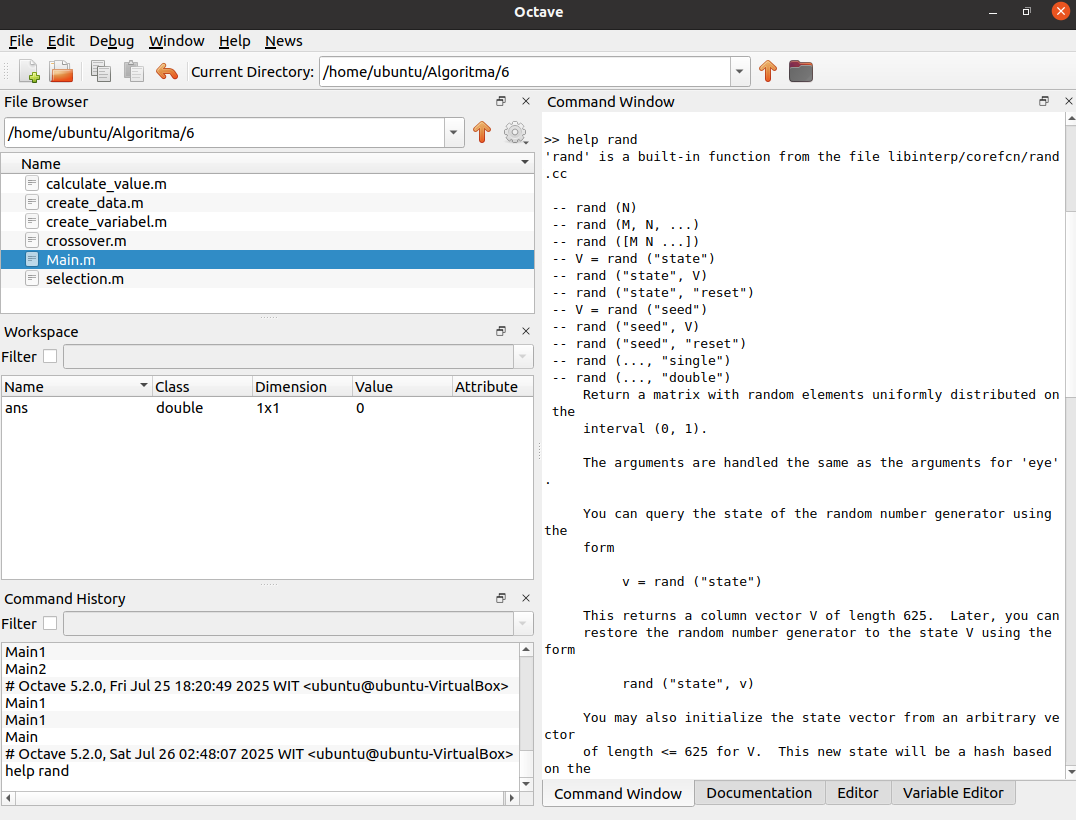 Octave
File Edit Debug Window Help News
Current Directory: /home/ubuntu/Algoritma/6
File Browser
/home/ubuntu/Algoritma/6
Name
calculate_value.m
create_data.m
create_variabel.m
crossover.m
Main.m
selection.m
Workspace
Filter
Name Class Dimension Value Attribute
ans double 1x1 0
Command History
Filter
Main1
Main2
# Octave 5.2.0, Fri Jul 25 18:20:49 2025 WIT <ubuntu@ubuntu-VirtualBox>
Main1
Main1
Main
# Octave 5.2.0, Sat Jul 26 02:48:07 2025 WIT <ubuntu@ubuntu-VirtualBox>
help rand
Command Window
>> help rand
'rand' is a built-in function from the file libinterp/corefcn/rand
.cc
-- rand (N)
-- rand (M, N, ...)
-- rand ([M N ...])
-- V = rand ("state")
-- rand ("state", V)
-- rand ("state", "reset")
-- V = rand ("seed")
-- rand ("seed", V)
-- rand ("seed", "reset")
-- rand (..., "single")
-- rand (..., "double")
Return a matrix with random elements uniformly distributed on
the
interval (0, 1).
The arguments are handled the same as the arguments for 'eye'
.
You can query the state of the random number generator using
the
form
v = rand ("state")
This returns a column vector V of length 625.  Later, you can
restore the random number generator to the state V using the
form
rand ("state", v)
You may also initialize the state vector from an arbitrary ve
ctor
of length <= 625 for V.  This new state will be a hash based
on the
Command Window Documentation Editor Variable Editor